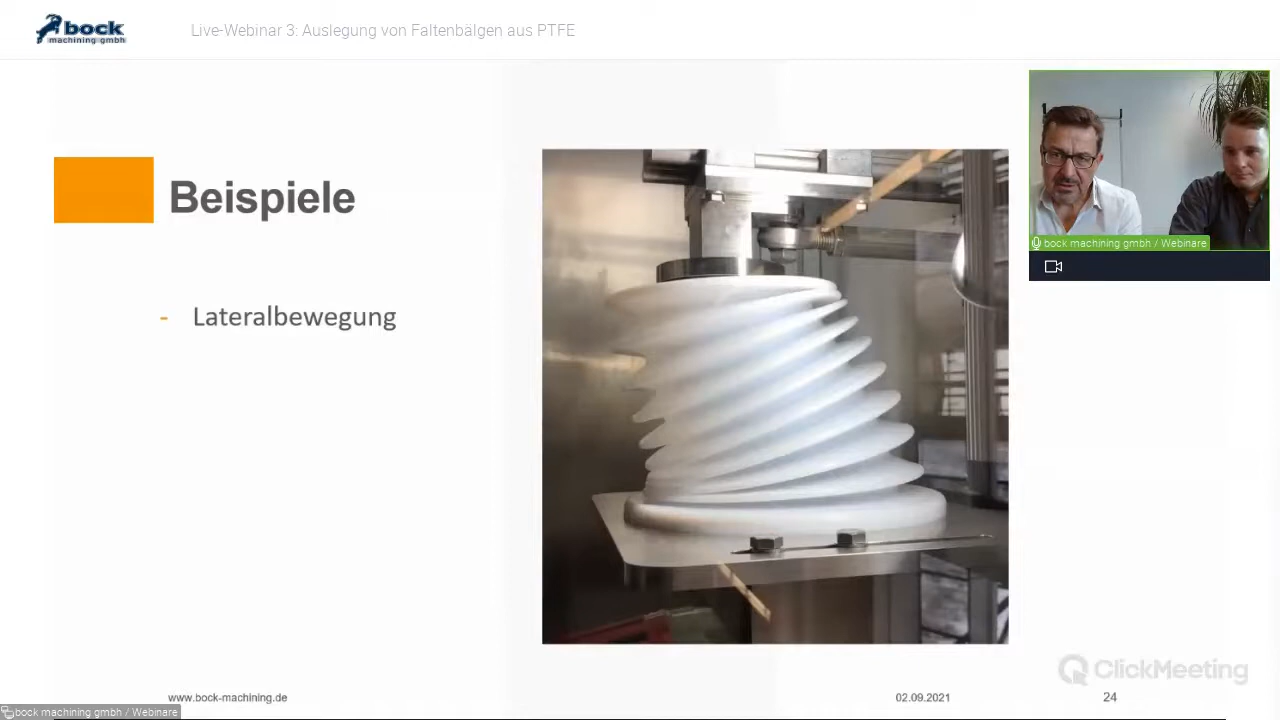 bock
machining gmbh
Live-Webinar 3: Auslegung von Faltenbälgen aus PTFE
bock machining gmbh / Webinare
Beispiele
- Lateralbewegung
ClickMeeting
www.bock-machining.de
02.09.2021
24
bock machining gmbh / Webinare